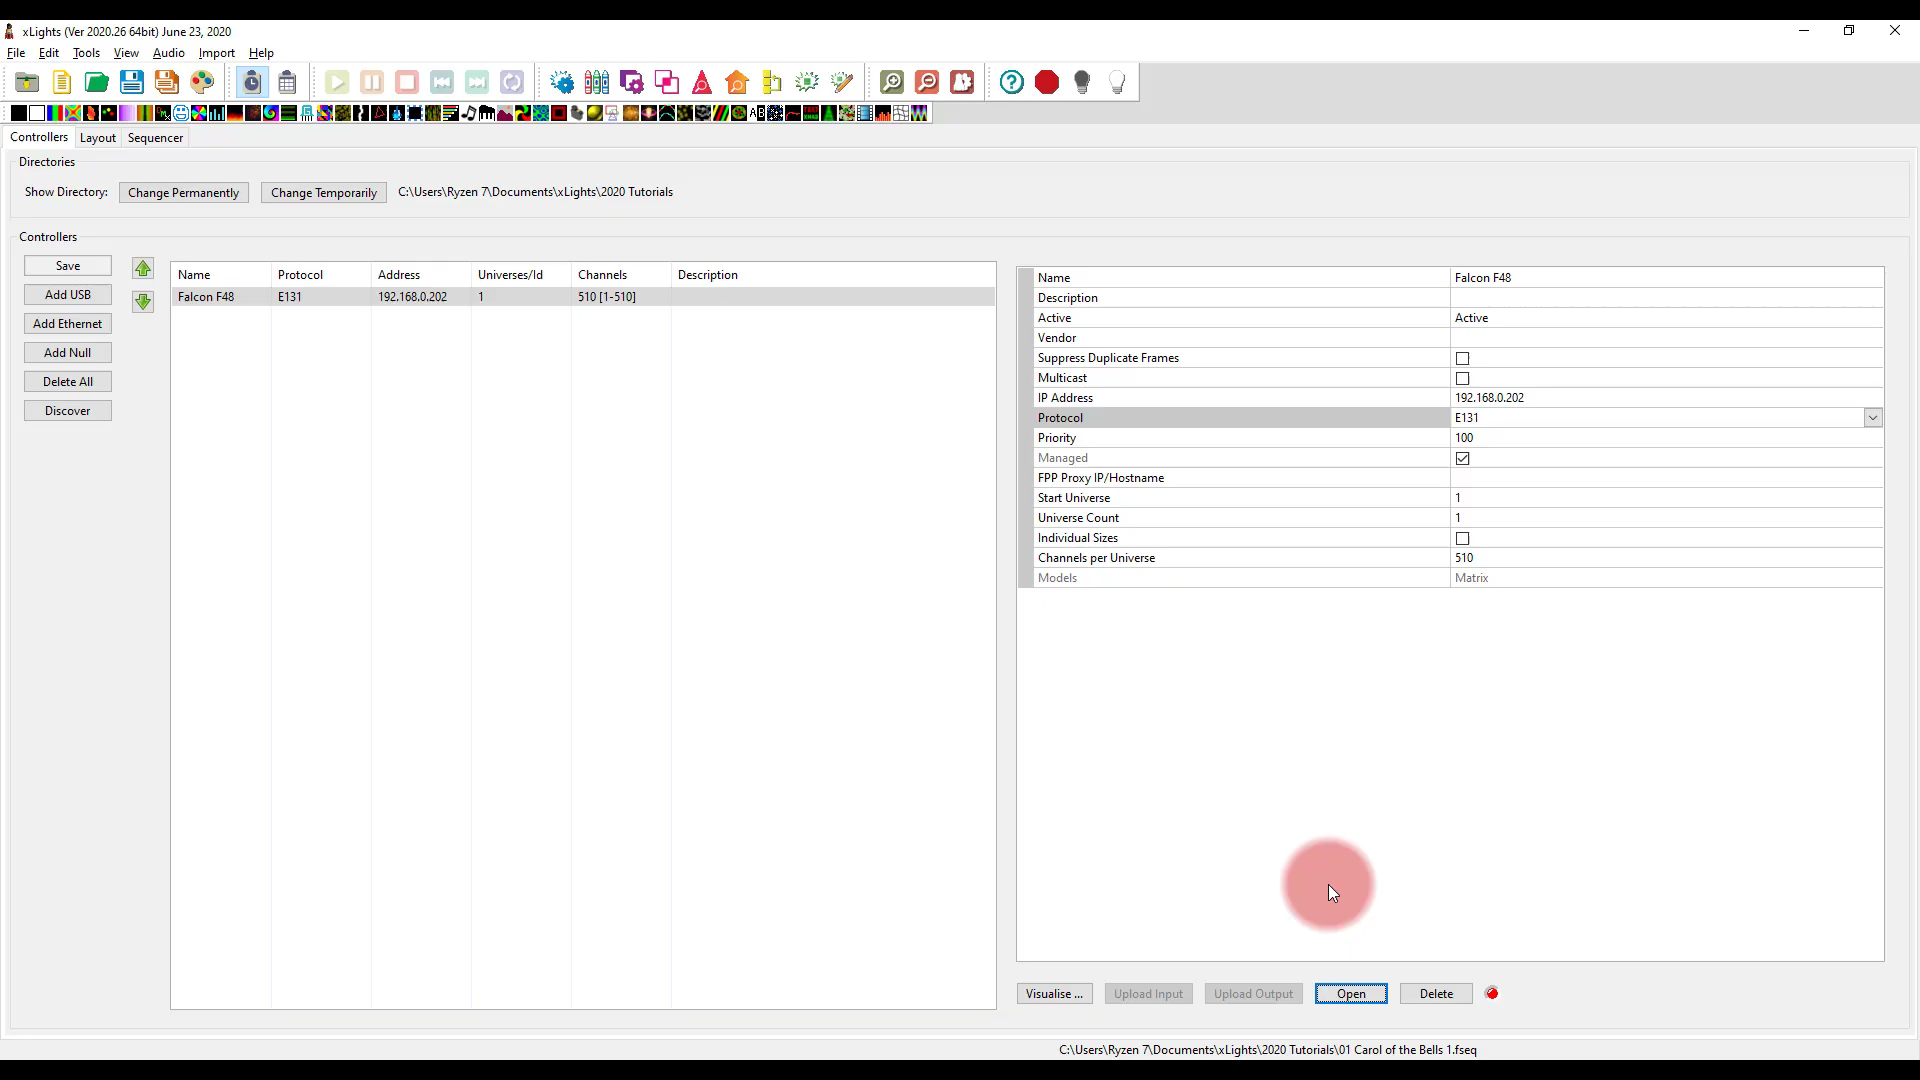 xLights (Ver 2020.26 64bit) June 23, 2020
File Edit Tools View Audio Import Help
Controllers Layout Sequencer
Directories
Show Directory: Change Permanently Change Temporarily C:\Users\Ryzen 7\Documents\xLights\2020 Tutorials
Controllers
Save
Add USB
Add Ethernet
Add Null
Delete All
Discover
Name Protocol Address Universes/Id Channels Description
Falcon F48 E131 192.168.0.202 1 510 [1-510]
Name Falcon F48
Description
Active Active
Vendor
Suppress Duplicate Frames
Multicast
IP Address 192.168.0.202
Protocol E131
Priority 100
Managed
FPP Proxy IP/Hostname
Start Universe 1
Universe Count 1
Individual Sizes
Channels per Universe 510
Models Matrix
Visualise ... Upload Input Upload Output Open Delete
C:\Users\Ryzen 7\Documents\xLights\2020 Tutorials\01 Carol of the Bells 1.fseq